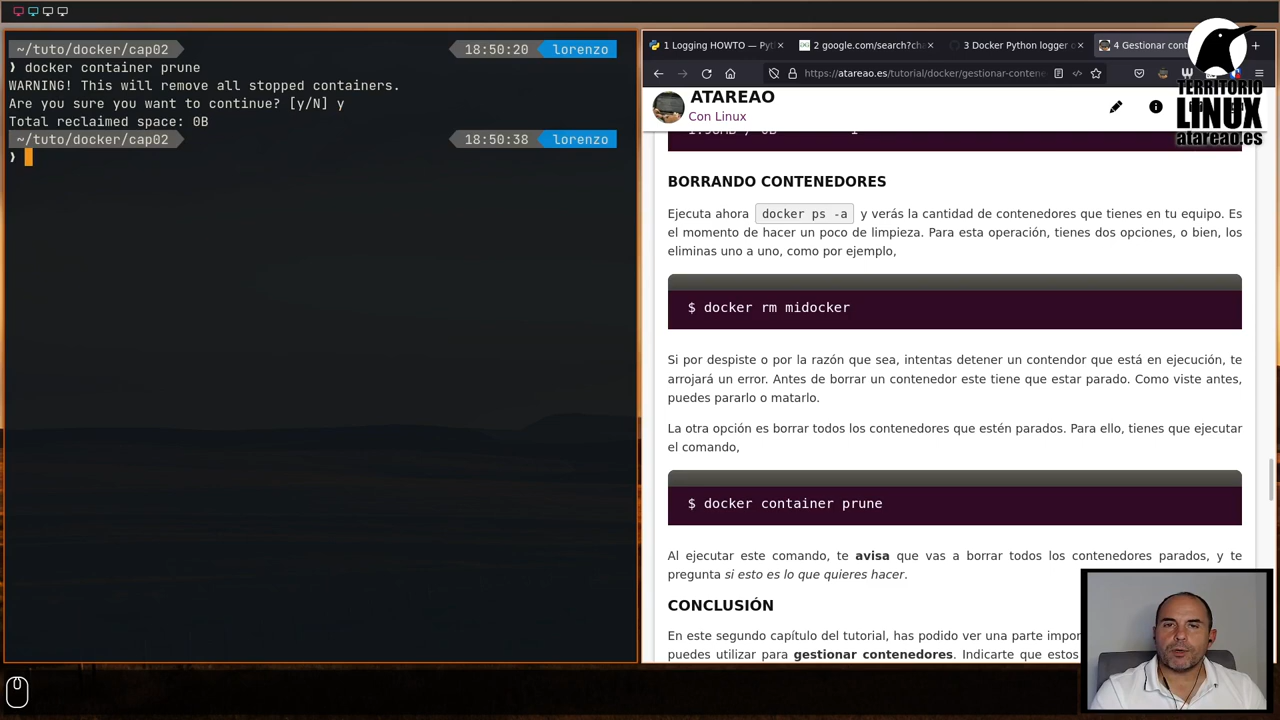 ~/tuto/docker/cap02 18:50:20 lorenzo
❯ docker container prune
WARNING! This will remove all stopped containers.
Are you sure you want to continue? [y/N] y
Total reclaimed space: 0B
~/tuto/docker/cap02 18:50:38 lorenzo
❯
1 Logging HOWTO — Pyt
2 google.com/search?cha
3 Docker Python logger o
4 Gestionar cont
https://atareao.es/tutorial/docker/gestionar-contene
TERRITORIO
LINUX
atareao.es
ATAREAO
Con Linux
BORRANDO CONTENEDORES
Ejecuta ahora docker ps -a y verás la cantidad de contenedores que tienes en tu equipo. Es
el momento de hacer un poco de limpieza. Para esta operación, tienes dos opciones, o bien, los
eliminas uno a uno, como por ejemplo,
$ docker rm midocker
Si por despiste o por la razón que sea, intentas detener un contendor que está en ejecución, te
arrojará un error. Antes de borrar un contenedor este tiene que estar parado. Como viste antes,
puedes pararlo o matarlo.
La otra opción es borrar todos los contenedores que estén parados. Para ello, tienes que ejecutar
el comando,
$ docker container prune
Al ejecutar este comando, te avisa que vas a borrar todos los contenedores parados, y te
pregunta si esto es lo que quieres hacer.
CONCLUSIÓN
En este segundo capítulo del tutorial, has podido ver una parte impor
puedes utilizar para gestionar contenedores. Indicarte que estos